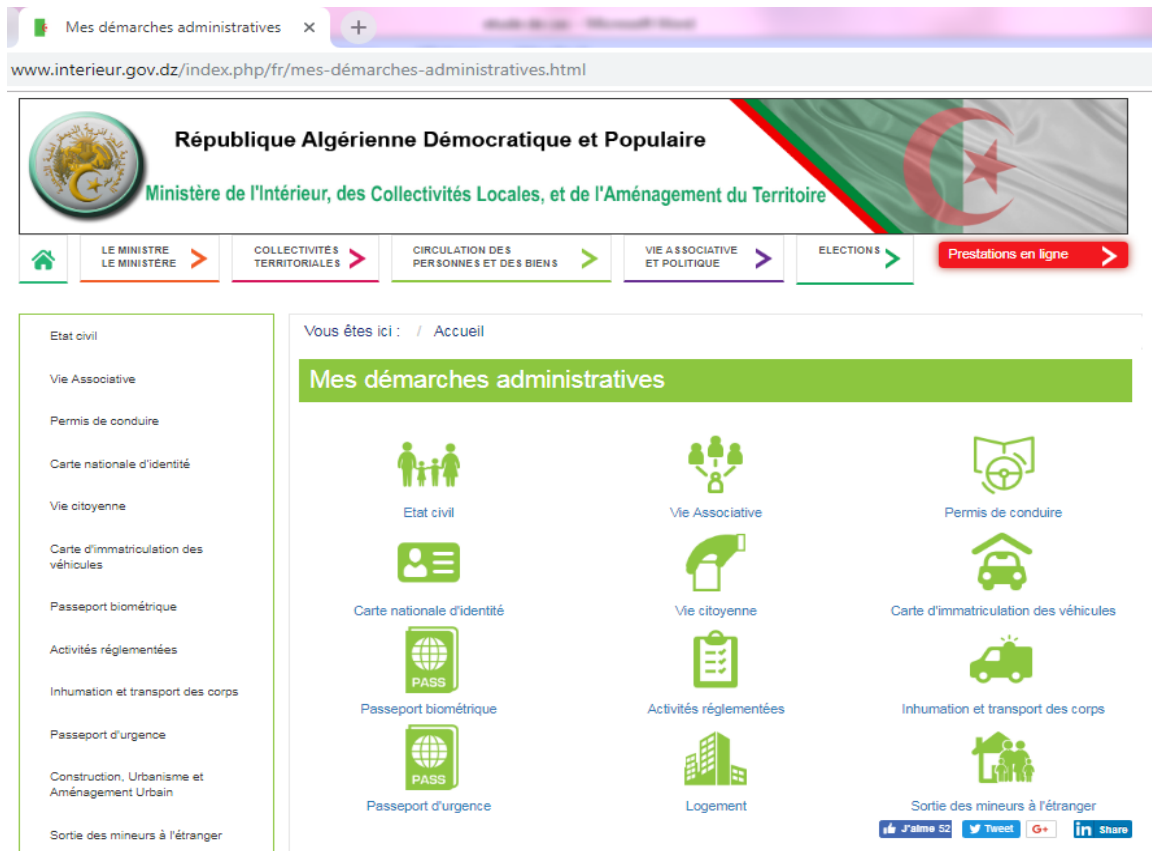 Mes démarches administratives
www.interieur.gov.dz/index.php/fr/mes-démarches-administratives.html
République Algérienne Démocratique et Populaire
Ministère de l'Intérieur, des Collectivités Locales, et de l'Aménagement du Territoire
LE MINISTRE
LE MINISTÈRE
COLLECTIVITÉS
TERRITORIALES
CIRCULATION DES
PERSONNES ET DES BIENS
VIE ASSOCIATIVE
ET POLITIQUE
ELECTIONS
Prestations en ligne
Etat civil
Vie Associative
Permis de conduire
Carte nationale d'identité
Vie citoyenne
Carte d'immatriculation des
véhicules
Passeport biométrique
Activités réglementées
Inhumation et transport des corps
Passeport d'urgence
Construction, Urbanisme et
Aménagement Urbain
Sortie des mineurs à l'étranger
Vous êtes ici : / Accueil
Mes démarches administratives
Etat civil
Vie Associative
Permis de conduire
Carte nationale d'identité
Vie citoyenne
Carte d'immatriculation des véhicules
PASS
Passeport biométrique
Activités réglementées
Inhumation et transport des corps
PASS
Passeport d'urgence
Logement
Sortie des mineurs à l'étranger
J'aime 52
Tweet
G+
in Share